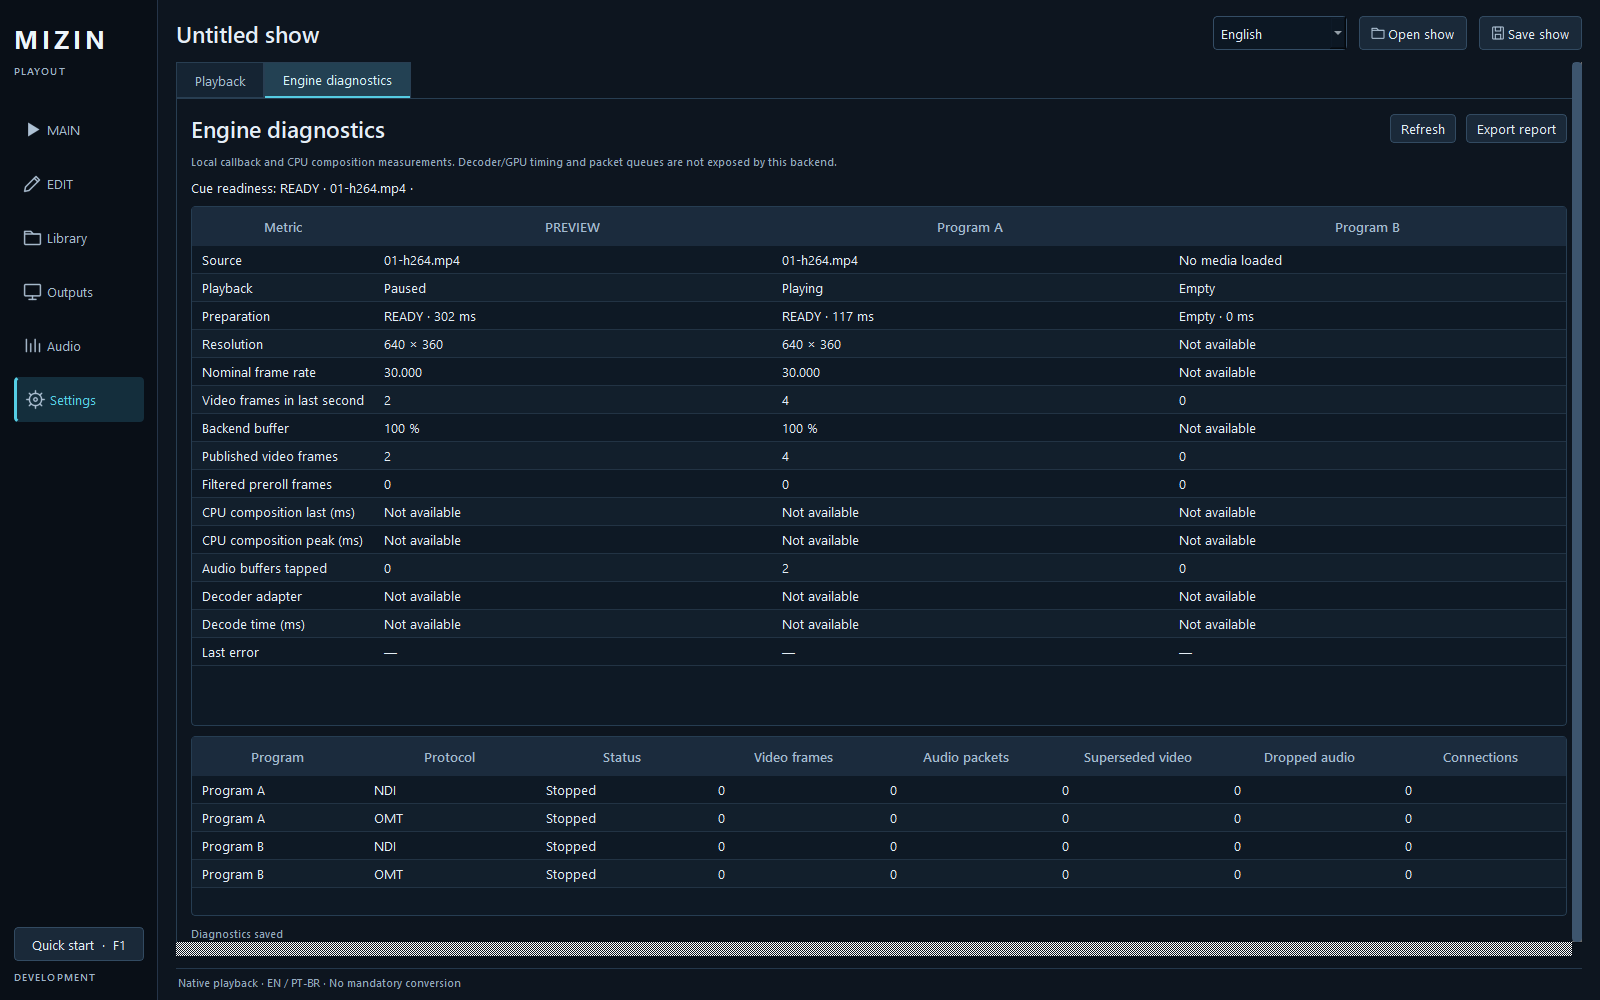 MIZIN
PLAYOUT
MAIN
EDIT
Library
Outputs
Audio
Settings
Quick start · F1
DEVELOPMENT
Untitled show
English
Open show
Save show
Playback
Engine diagnostics
Engine diagnostics
Refresh
Export report
Local callback and CPU composition measurements. Decoder/GPU timing and packet queues are not exposed by this backend.
Cue readiness: READY · 01-h264.mp4 ·
Metric PREVIEW Program A Program B
Source 01-h264.mp4 01-h264.mp4 No media loaded
Playback Paused Playing Empty
Preparation READY · 302 ms READY · 117 ms Empty · 0 ms
Resolution 640 × 360 640 × 360 Not available
Nominal frame rate 30.000 30.000 Not available
Video frames in last second 2 4 0
Backend buffer 100 % 100 % Not available
Published video frames 2 4 0
Filtered preroll frames 0 0 0
CPU composition last (ms) Not available Not available Not available
CPU composition peak (ms) Not available Not available Not available
Audio buffers tapped 0 2 0
Decoder adapter Not available Not available Not available
Decode time (ms) Not available Not available Not available
Last error — — —
Program Protocol Status Video frames Audio packets Superseded video Dropped audio Connections
Program A NDI Stopped 0 0 0 0 0
Program A OMT Stopped 0 0 0 0 0
Program B NDI Stopped 0 0 0 0 0
Program B OMT Stopped 0 0 0 0 0
Diagnostics saved
Native playback · EN / PT-BR · No mandatory conversion